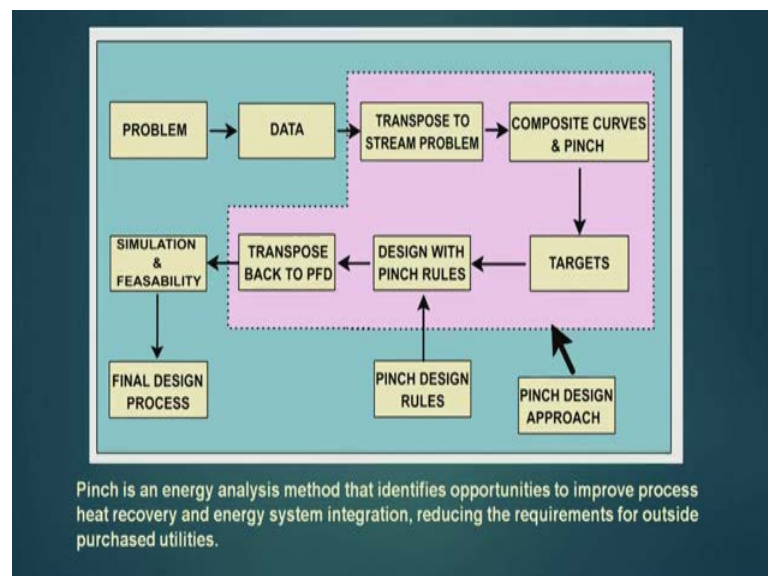 PROBLEM
DATA
TRANSPOSE TO
STREAM PROBLEM
COMPOSITE CURVES
& PINCH
SIMULATION
&
FEASABILITY
TRANSPOSE
BACK TO PFD
DESIGN WITH
PINCH RULES
TARGETS
FINAL DESIGN
PROCESS
PINCH DESIGN
RULES
PINCH DESIGN
APPROACH
Pinch is an energy analysis method that identifies opportunities to improve process
heat recovery and energy system integration, reducing the requirements for outside
purchased utilities.